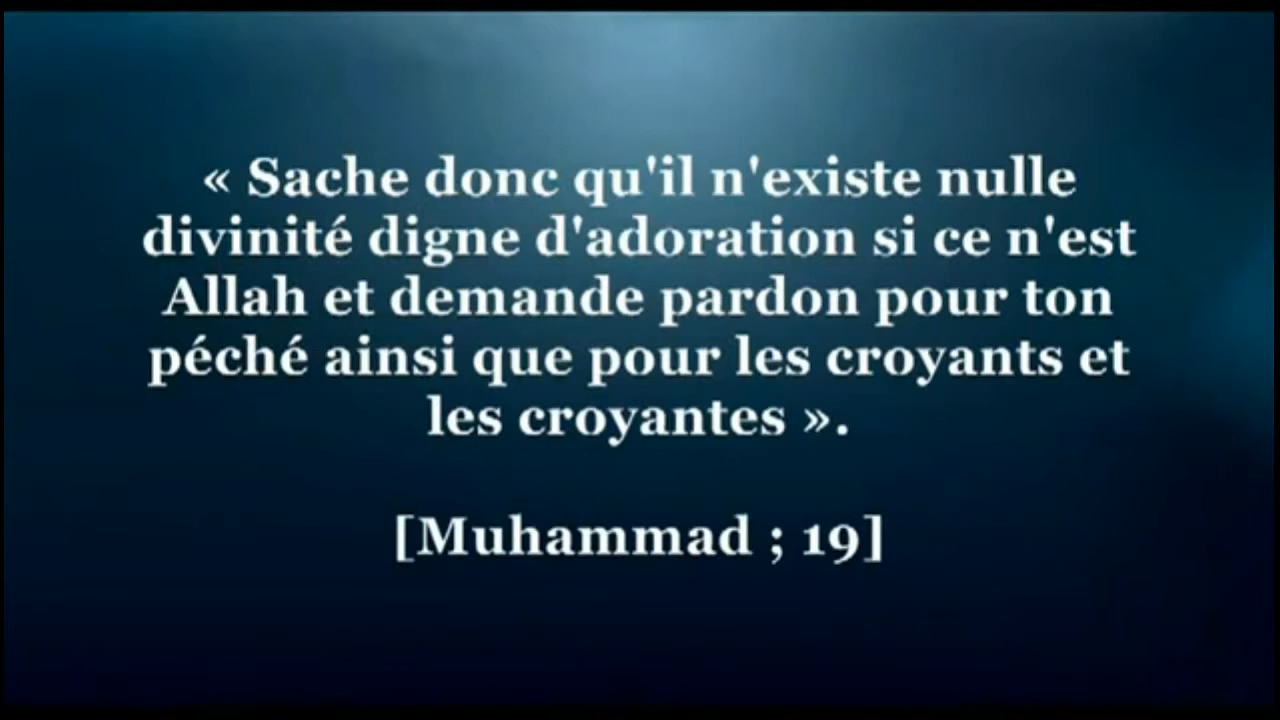 « Sache donc qu'il n'existe nulle
divinité digne d'adoration si ce n'est
Allah et demande pardon pour ton
péché ainsi que pour les croyants et
les croyantes ».
[Muhammad ; 19]